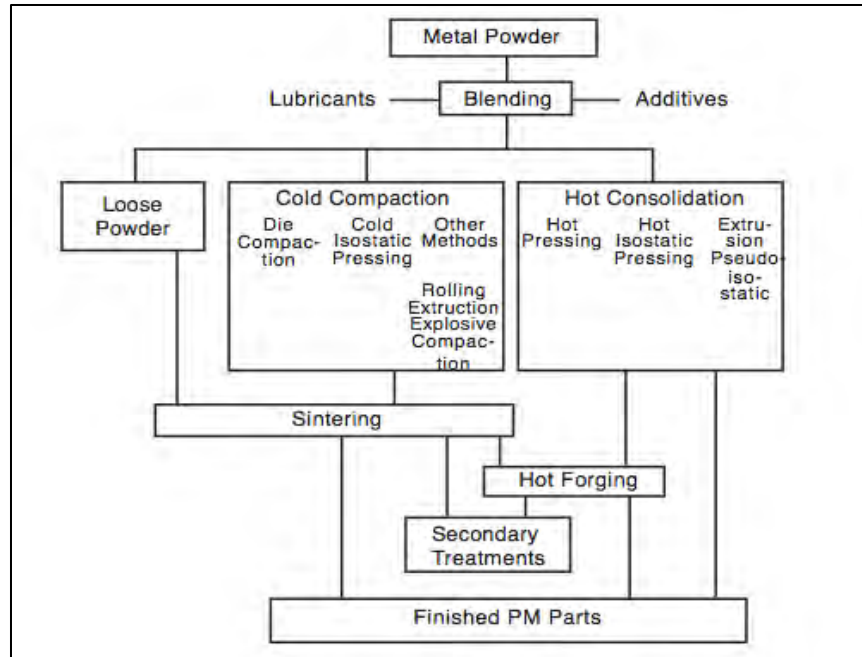 Metal Powder
Lubricants
Blending
Additives
Loose
Powder
Cold Compaction
Die
Compac-
tion
Cold
Isostatic
Pressing
Other
Methods
Rolling
Extruction
Explosive
Compac-
tion
Hot Consolidation
Hot
Pressing
Hot
Isostatic
Pressing
Extru-
sion
Pseudo-
iso-
static
Sintering
Hot Forging
Secondary
Treatments
Finished PM Parts